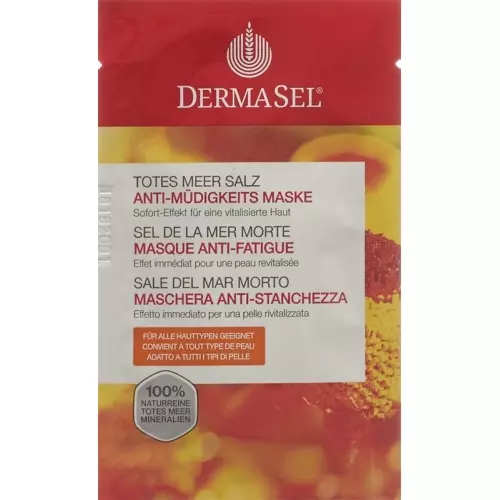 DERMASEL®
TOTES MEER SALZ
ANTI-MÜDIGKEITS MASKE
Sofort-Effekt für eine vitalisierte Haut
SEL DE LA MER MORTE
MASQUE ANTI-FATIGUE
Effet immédiat pour une peau revitalisée
SALE DEL MAR MORTO
MASCHERA ANTI-STANCHEZZA
Effetto immediato per una pelle rivitalizzata
FÜR ALLE HAUTTYPEN GEEIGNET
CONVIENT À TOUT TYPE DE PEAU
ADATTO A TUTTI I TIPI DI PELLE
100%
NATURREINE
TOTES MEER
MINERALIEN